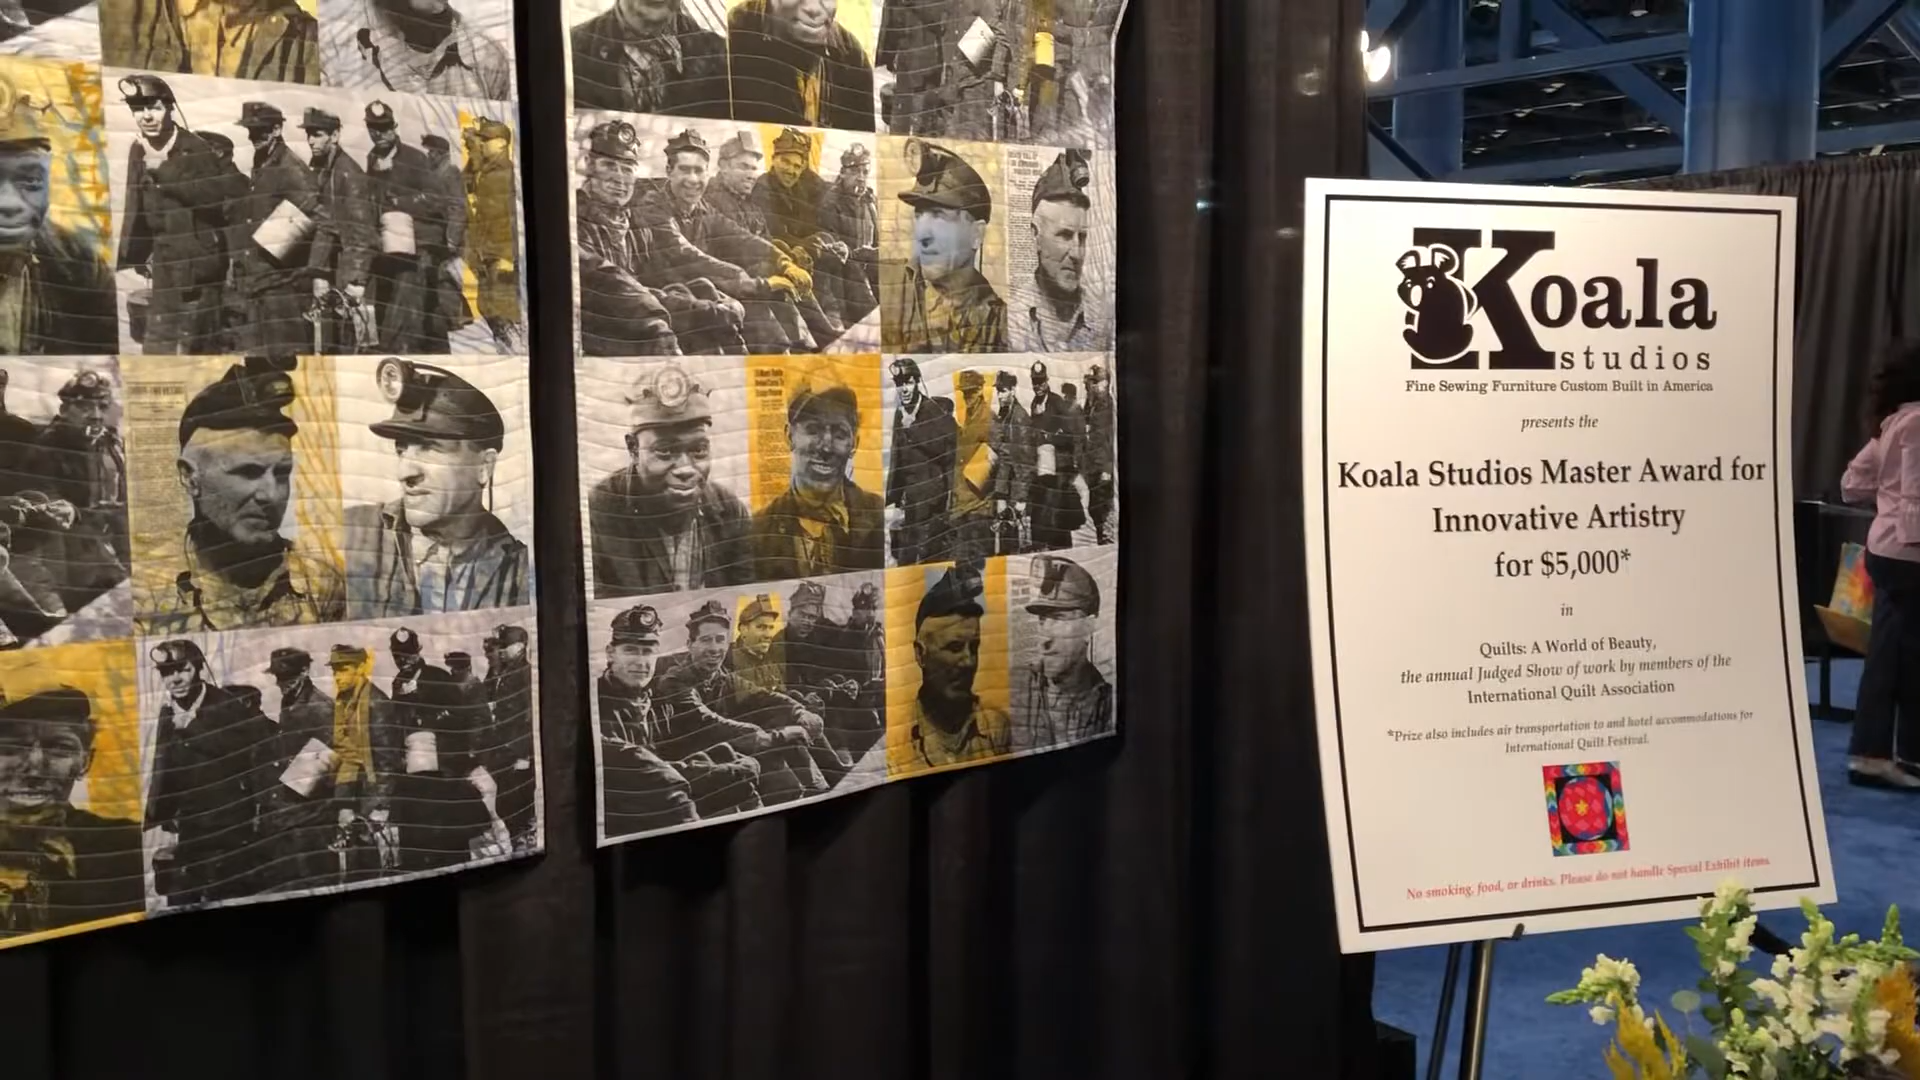 Koala
studios
Fine Sewing Furniture Custom Built in America
presents the
Koala Studios Master Award for
Innovative Artistry
for $5,000*
in
Quilts: A World of Beauty,
the annual Judged Show of work by members of the
International Quilt Association
*Prize also includes air transportation to and hotel accommodations for
International Quilt Festival.
No smoking, food, or drinks. Please do not handle Special Exhibit items.